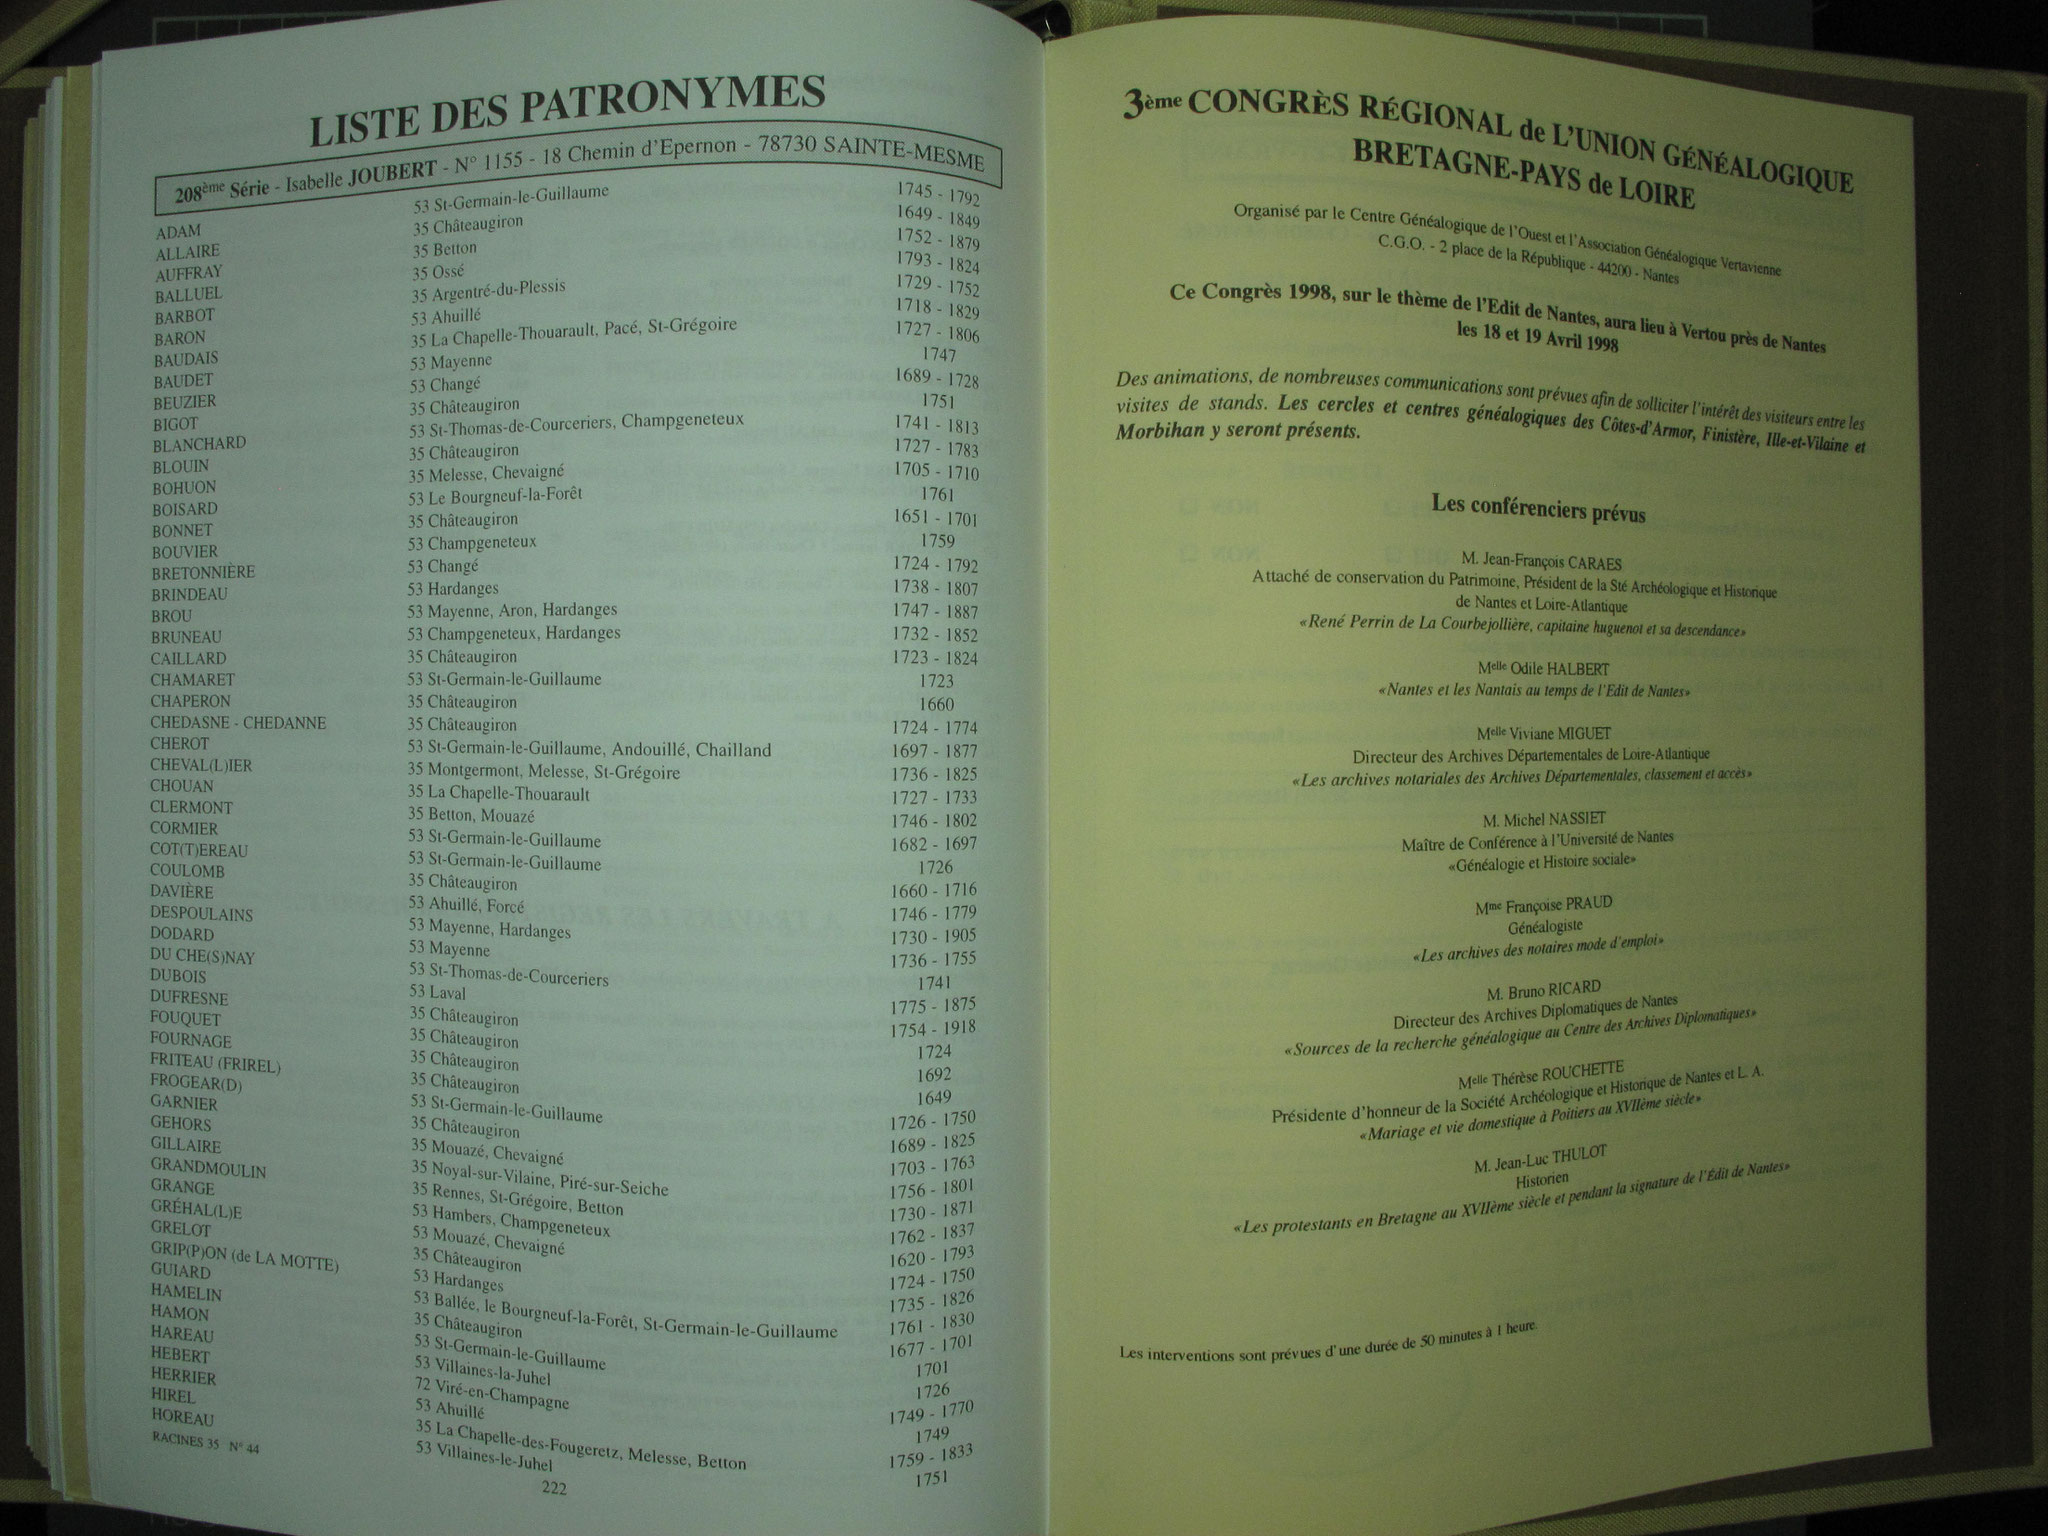 LISTE DES PATRONYMES
208ème Série - Isabelle JOUBERT - N° 1155 - 18 Chemin d'Epernon - 78730 SAINTE-MESME
ADAM 53 St-Germain-le-Guillaume 1745 - 1792
ALLAIRE 35 Châteaugiron 1649 - 1849
AUFFRAY 35 Betton 1752 - 1879
BALLUEL 35 Ossé 1793 - 1824
BARBOT 35 Argentré-du-Plessis 1729 - 1752
BARON 53 Ahuillé 1718 - 1829
BAUDAIS 35 La Chapelle-Thouarault, Pacé, St-Grégoire 1727 - 1806
BAUDET 53 Mayenne 1747
BEUZIER 53 Changé 1689 - 1728
BIGOT 35 Châteaugiron 1751
BLANCHARD 53 St-Thomas-de-Courceriers, Champgeneteux 1741 - 1813
BLOUIN 35 Châteaugiron 1727 - 1783
BOHUON 35 Melesse, Chevaigné 1705 - 1710
BOISARD 53 Le Bourgneuf-la-Forêt 1761
BONNET 35 Châteaugiron 1651 - 1701
BOUVIER 53 Champgeneteux 1759
BRETONNIÈRE 53 Changé 1724 - 1792
BRINDEAU 53 Hardanges 1738 - 1807
BROU 53 Mayenne, Aron, Hardanges 1747 - 1887
BRUNEAU 53 Champgeneteux, Hardanges 1732 - 1852
CAILLARD 35 Châteaugiron 1723 - 1824
CHAMARET 53 St-Germain-le-Guillaume 1723
CHAPERON 35 Châteaugiron 1660
CHEDASNE - CHEDANNE 35 Châteaugiron 1724 - 1774
CHEROT 53 St-Germain-le-Guillaume, Andouillé, Chailland 1697 - 1877
CHEVAL(L)IER 35 Montgermont, Melesse, St-Grégoire 1736 - 1825
CHOUAN 35 La Chapelle-Thouarault 1727 - 1733
CLERMONT 35 Betton, Mouazé 1746 - 1802
CORMIER 53 St-Germain-le-Guillaume 1682 - 1697
COT(T)EREAU 53 St-Germain-le-Guillaume 1726
COULOMB 35 Châteaugiron 1660 - 1716
DAVIÈRE 53 Ahuillé, Forcé 1746 - 1779
DESPOULAINS 53 Mayenne, Hardanges 1730 - 1905
DODARD 53 Mayenne 1736 - 1755
DU CHE(S)NAY 53 St-Thomas-de-Courceriers 1741
DUBOIS 53 Laval 1775 - 1875
DUFRESNE 35 Châteaugiron 1754 - 1918
FOUQUET 35 Châteaugiron 1724
FOURNAGE 35 Châteaugiron 1692
FRITEAU (FRIREL) 35 Châteaugiron 1649
FROGEAR(D) 53 St-Germain-le-Guillaume 1726 - 1750
GARNIER 35 Châteaugiron 1689 - 1825
GEHORS 35 Mouazé, Chevaigné 1703 - 1763
GILLAIRE 35 Noyal-sur-Vilaine, Piré-sur-Seiche 1756 - 1801
GRANDMOULIN 35 Rennes, St-Grégoire, Betton 1730 - 1871
GRANGE 53 Hambers, Champgeneteux 1762 - 1837
GRÉHAL(L)E 53 Mouazé, Chevaigné 1620 - 1793
GRELOT 35 Châteaugiron 1724 - 1750
GRIP(P)ON (de LA MOTTE) 53 Hardanges 1735 - 1826
GUIARD 53 Ballée, le Bourgneuf-la-Forêt, St-Germain-le-Guillaume 1761 - 1830
HAMELIN 35 Châteaugiron 1677 - 1701
HAMON 53 St-Germain-le-Guillaume 1701
HAREAU 53 Villaines-la-Juhel 1726
HEBERT 72 Viré-en-Champagne 1749 - 1770
HERRIER 53 Ahuillé 1749
HIREL 35 La Chapelle-des-Fougeretz, Melesse, Betton 1759 - 1833
HOREAU 53 Villaines-le-Juhel 1751
RACINES 35 N° 44
222
3ème CONGRÈS RÉGIONAL de L'UNION GÉNÉALOGIQUE
BRETAGNE-PAYS de LOIRE
Organisé par le Centre Généalogique de l'Ouest et l'Association Généalogique Vertavienne
C.G.O. - 2 place de la République - 44200 - Nantes
Ce Congrès 1998, sur le thème de l'Edit de Nantes, aura lieu à Vertou près de Nantes
les 18 et 19 Avril 1998
Des animations, de nombreuses communications sont prévues afin de solliciter l'intérêt des visiteurs entre les
visites de stands. Les cercles et centres généalogiques des Côtes-d'Armor, Finistère, Ille-et-Vilaine et
Morbihan y seront présents.
Les conférenciers prévus
M. Jean-François CARAES
Attaché de conservation du Patrimoine, Président de la Sté Archéologique et Historique
de Nantes et Loire-Atlantique
«René Perrin de La Courbejollière, capitaine huguenot et sa descendance»
Melle Odile HALBERT
«Nantes et les Nantais au temps de l'Edit de Nantes»
Melle Viviane MIGUET
Directeur des Archives Départementales de Loire-Atlantique
«Les archives notariales des Archives Départementales, classement et accès»
M. Michel NASSIET
Maître de Conférence à l'Université de Nantes
«Généalogie et Histoire sociale»
Mme Françoise PRAUD
Généalogiste
«Les archives des notaires mode d'emploi»
M. Bruno RICARD
Directeur des Archives Diplomatiques de Nantes
«Sources de la recherche généalogique au Centre des Archives Diplomatiques»
Melle Thérèse ROUCHETTE
Présidente d'honneur de la Société Archéologique et Historique de Nantes et L. A.
«Mariage et vie domestique à Poitiers au XVIIème siècle»
M. Jean-Luc THULOT
Historien
«Les protestants en Bretagne au XVIIème siècle et pendant la signature de l'Édit de Nantes»
Les interventions sont prévues d'une durée de 50 minutes à 1 heure.